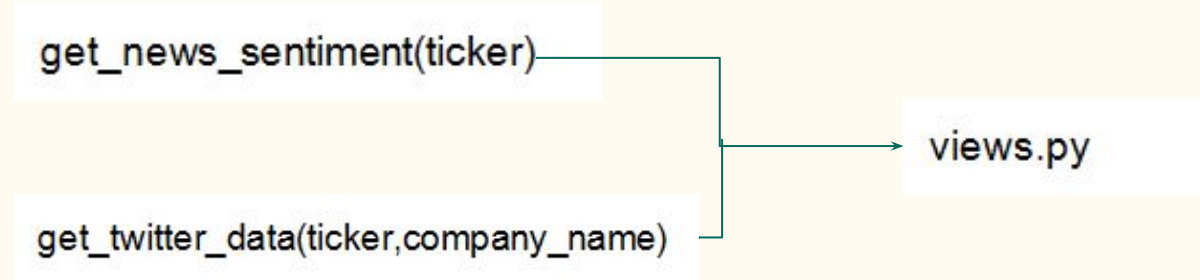 get_news_sentiment(ticker)
views.py
get_twitter_data(ticker,company_name)